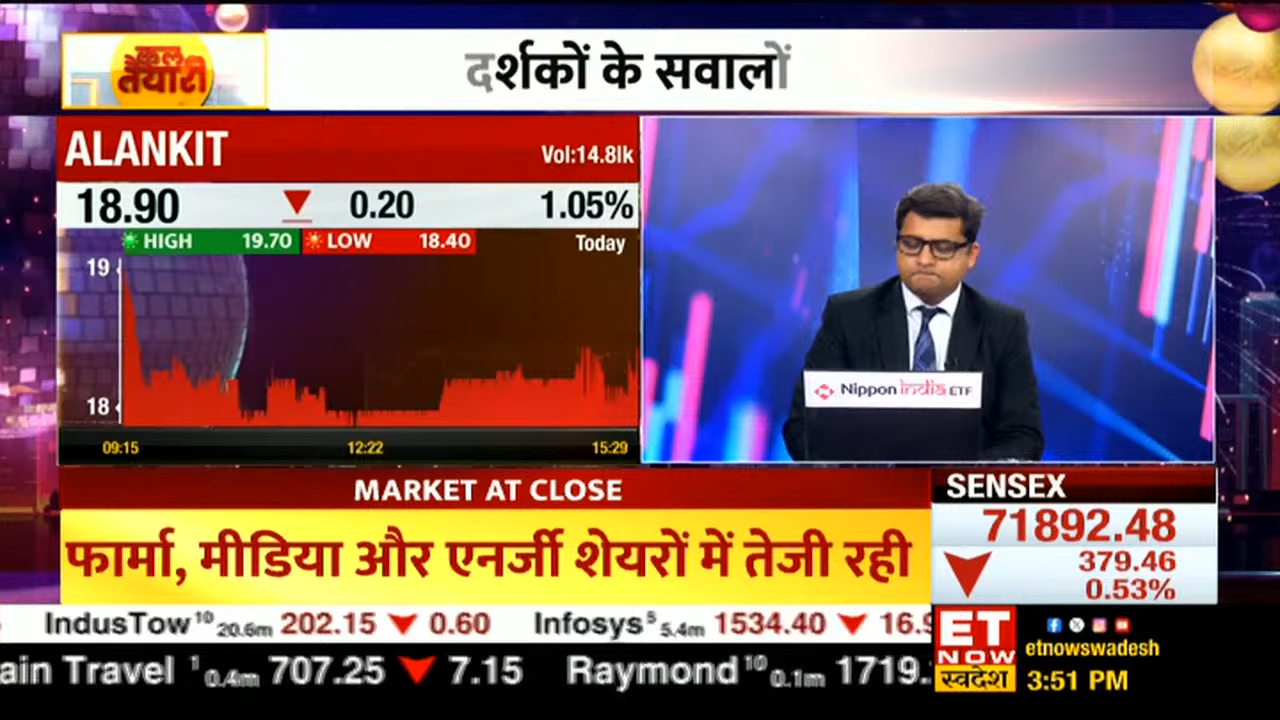 कल
तैयारी
दर्शकों के सवालों
ALANKIT
Vol:14.8lk
18.90 ▼ 0.20 1.05%
HIGH 19.70 LOW 18.40 Today
19
18
09:15 12:22 15:29
Nippon india ETF
MARKET AT CLOSE
फार्मा, मीडिया और एनर्जी शेयरों में तेजी रही
SENSEX
71892.48
▼ 379.46
0.53%
IndusTow 10 20.6m 202.15 ▼ 0.60 Infosys 5 5.4m 1534.40 ▼ 16.9
ain Travel 1 0.4m 707.25 ▼ 7.15 Raymond 10 0.1m 1719.
ET
NOW
स्वदेश
etnowswadesh
3:51 PM